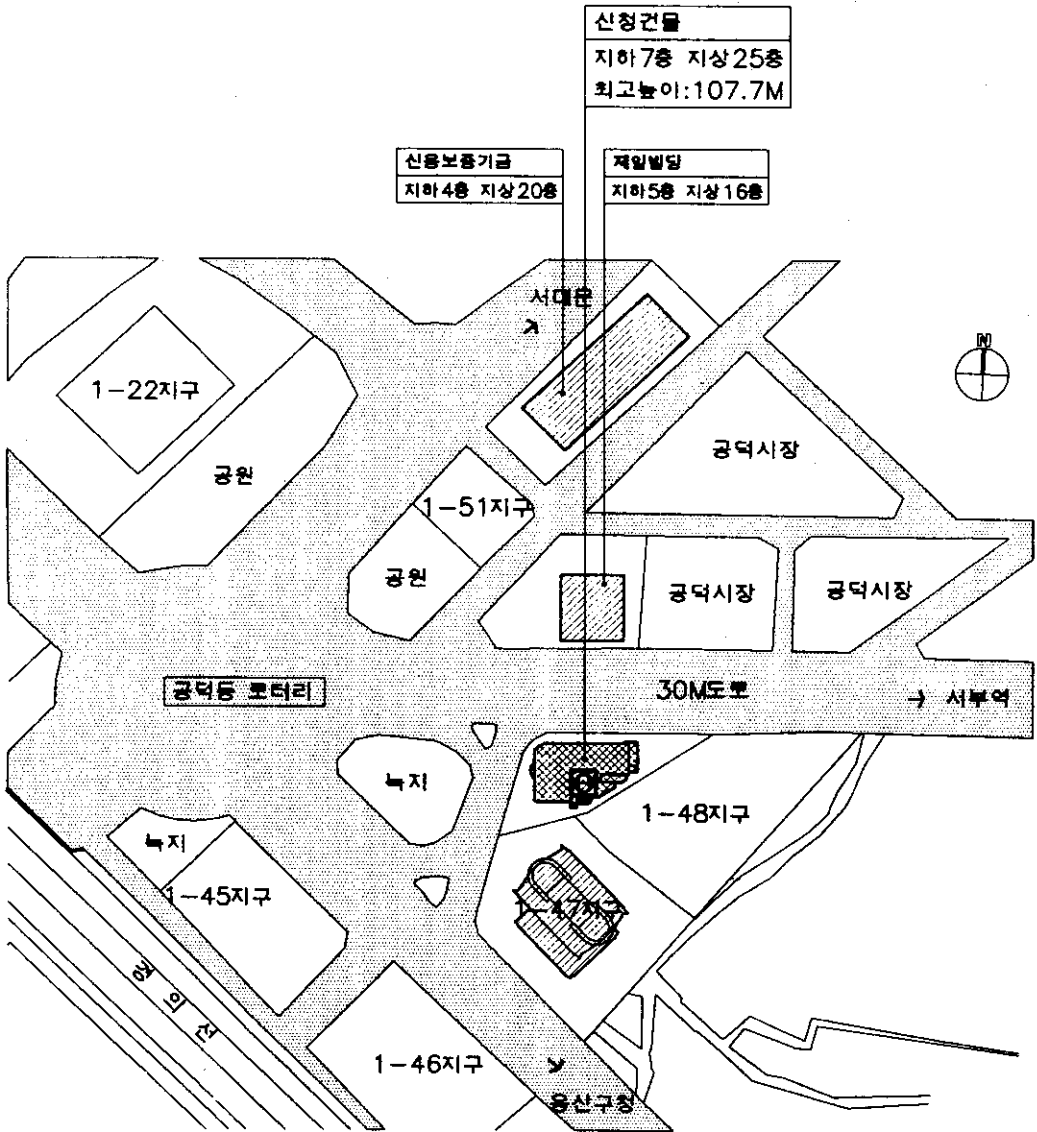 신청건물
지하7층 지상25층
최고높이:107.7M
신용보증기금
지하4층 지상20층
제일빌딩
지하5층 지상16층
서대문
N
1-22지구
공덕시장
공원
1-51지구
공원
공덕시장
공덕시장
공덕동 로터리
30M도로
서부역
녹지
1-48지구
녹지
1-45지구
1-47지구
경의선
1-46지구
용산구청